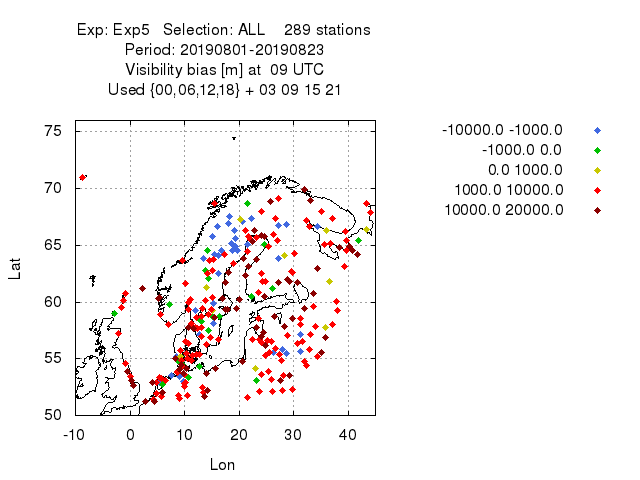 Exp: Exp5 Selection: ALL 289 stations
Period: 20190801-20190823
Visibility bias [m] at 09 UTC
Used {00,06,12,18} + 03 09 15 21
-10000.0 -1000.0
-1000.0 0.0
0.0 1000.0
1000.0 10000.0
10000.0 20000.0
75
70
65
60
55
50
Lat
-10 0 10 20 30 40
Lon